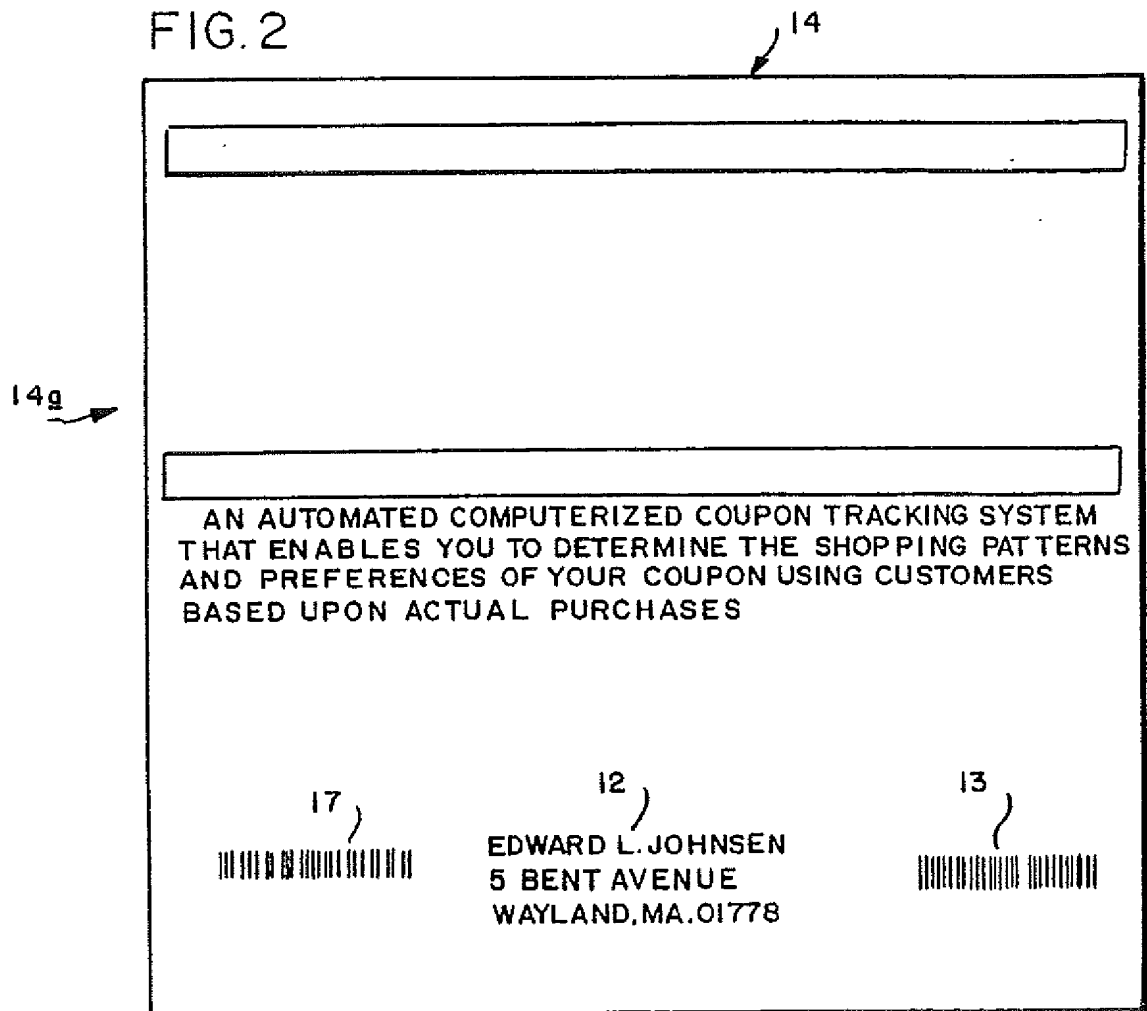 FIG. 2
14
14a
AN AUTOMATED COMPUTERIZED COUPON TRACKING SYSTEM
THAT ENABLES YOU TO DETERMINE THE SHOPPING PATTERNS
AND PREFERENCES OF YOUR COUPON USING CUSTOMERS
BASED UPON ACTUAL PURCHASES
17
12
13
EDWARD L. JOHNSEN
5 BENT AVENUE
WAYLAND, MA. 01778